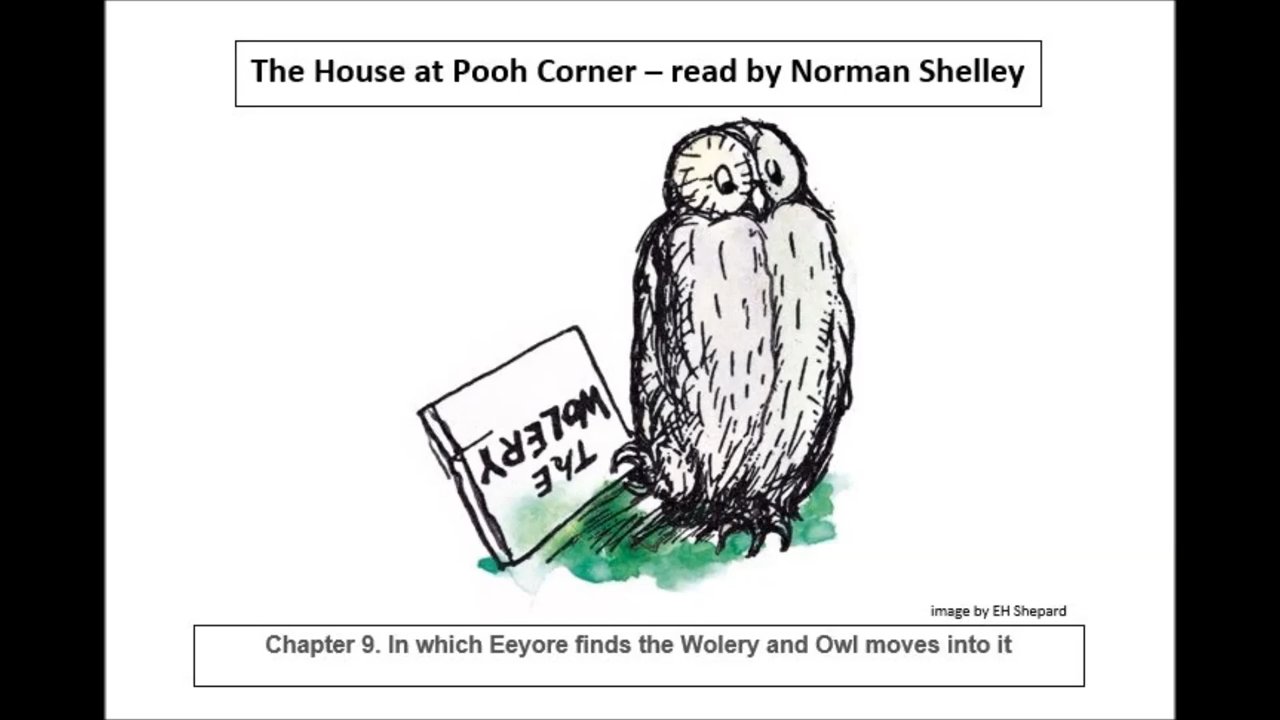 The House at Pooh Corner – read by Norman Shelley
ThE
WOLERY
image by EH Shepard
Chapter 9. In which Eeyore finds the Wolery and Owl moves into it